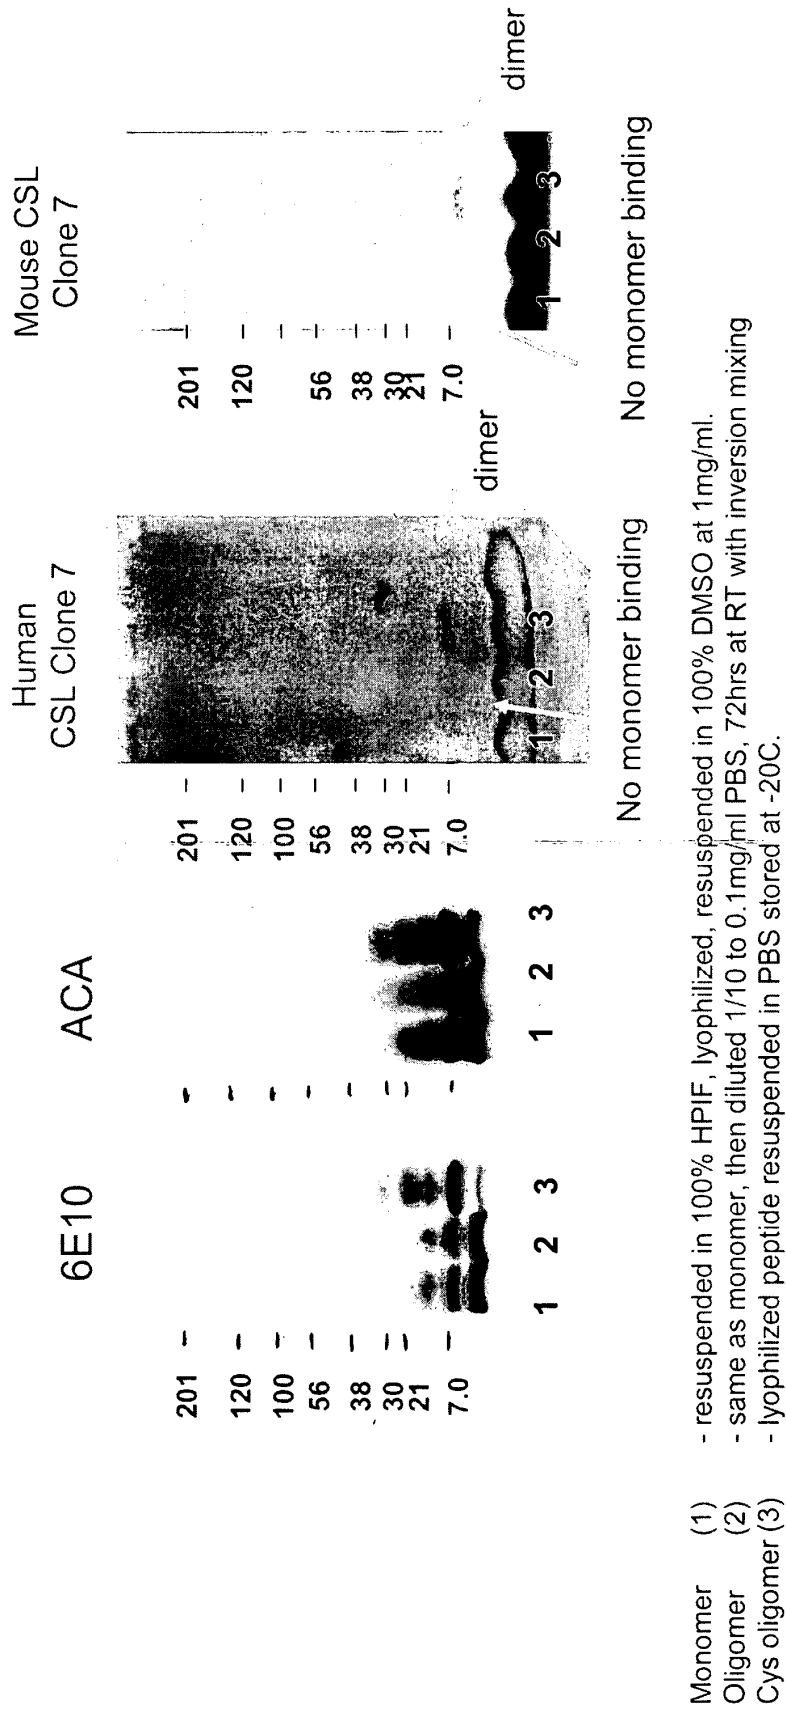 6E10
ACA
Human
CSL Clone 7
Mouse CSL
Clone 7
201
120
100
56
38
30
21
7.0
1 2 3
1 2 3
201
120
100
56
38
30
21
7.0
1 2 3
dimer
No monomer binding
201
120
56
38
30
21
7.0
1 2 3
dimer
No monomer binding
Monomer (1) - resuspended in 100% HPIF, lyophilized, resuspended in 100% DMSO at 1mg/ml.
Oligomer (2) - same as monomer, then diluted 1/10 to 0.1mg/ml PBS, 72hrs at RT with inversion mixing
Cys oligomer (3) - lyophilized peptide resuspended in PBS stored at -20C.